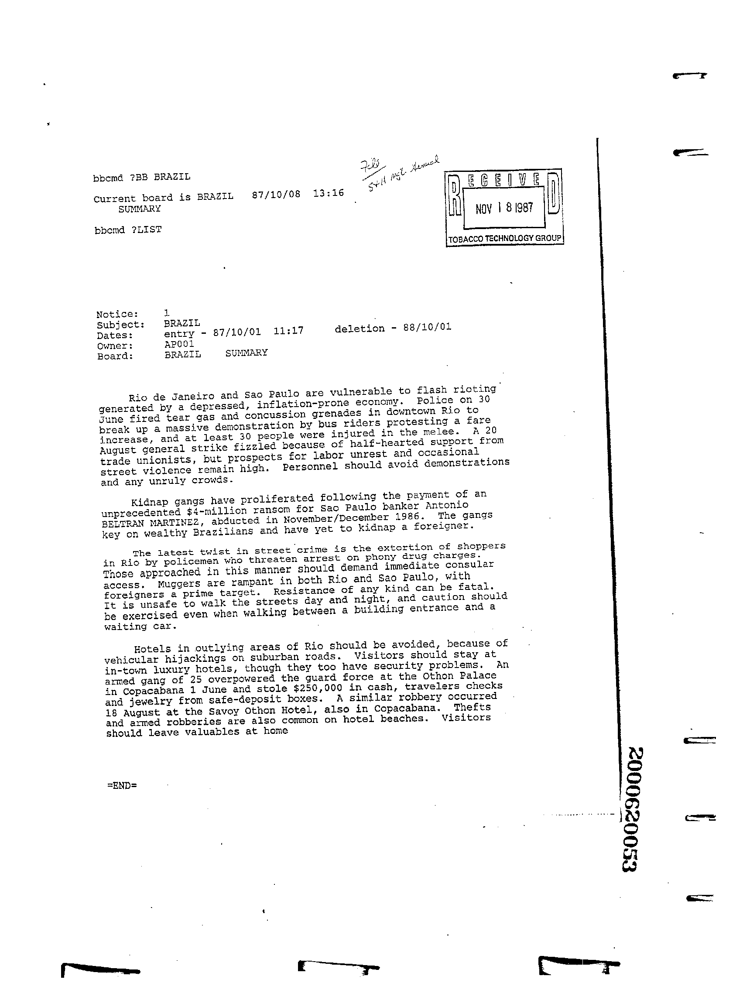 bbcmd ?BB BRAZIL
Current board is BRAZIL 87/10/08 13:16
SUMMARY
bbcmd ?LIST
RECEIVED
NOV 18 1987
TOBACCO TECHNOLOGY GROUP
Notice: 1
Subject: BRAZIL
Dates: entry - 87/10/01 11:17 deletion - 88/10/01
Owner: AP001
Board: BRAZIL SUMMARY
Rio de Janeiro and Sao Paulo are vulnerable to flash rioting
generated by a depressed, inflation-prone economy. Police on 30
June fired tear gas and concussion grenades in downtown Rio to
break up a massive demonstration by bus riders protesting a fare
increase, and at least 30 people were injured in the melee. A 20
August general strike fizzled because of half-hearted support from
trade unionists, but prospects for labor unrest and occasional
street violence remain high. Personnel should avoid demonstrations
and any unruly crowds.
Kidnap gangs have proliferated following the payment of an
unprecedented $4-million ransom for Sao Paulo banker Antonio
BELTRAN MARTINEZ, abducted in November/December 1986. The gangs
key on wealthy Brazilians and have yet to kidnap a foreigner.
The latest twist in street crime is the extortion of shoppers
in Rio by policemen who threaten arrest on phony drug charges.
Those approached in this manner should demand immediate consular
access. Muggers are rampant in both Rio and Sao Paulo, with
foreigners a prime target. Resistance of any kind can be fatal.
It is unsafe to walk the streets day and night, and caution should
be exercised even when walking between a building entrance and a
waiting car.
Hotels in outlying areas of Rio should be avoided, because of
vehicular hijackings on suburban roads. Visitors should stay at
in-town luxury hotels, though they too have security problems. An
armed gang of 25 overpowered the guard force at the Othon Palace
in Copacabana 1 June and stole $250,000 in cash, travelers checks
and jewelry from safe-deposit boxes. A similar robbery occurred
18 August at the Savoy Othon Hotel, also in Copacabana. Thefts
and armed robberies are also common on hotel beaches. Visitors
should leave valuables at home
=END=
2000620053